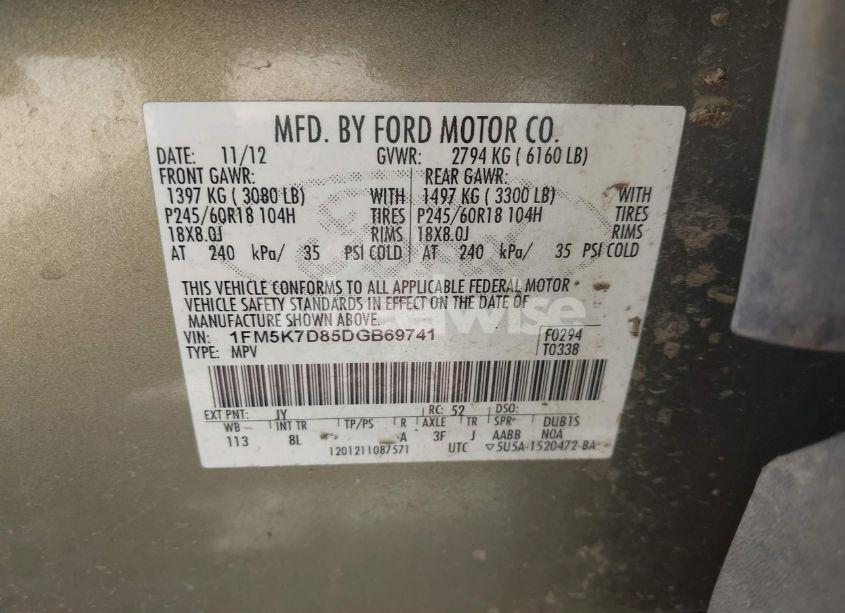 MFD. BY FORD MOTOR CO.
DATE: 11/12 GVWR: 2794 KG ( 6160 LB)
FRONT GAWR: REAR GAWR:
1397 KG ( 3080 LB) WITH 1497 KG ( 3300 LB) WITH
P245/60R18 104H TIRES P245/60R18 104H TIRES
18X8.0J RIMS 18X8.0J RIMS
AT 240 kPa/ 35 PSI COLD AT 240 kPa/ 35 PSI COLD
THIS VEHICLE CONFORMS TO ALL APPLICABLE FEDERAL MOTOR
VEHICLE SAFETY STANDARDS IN EFFECT ON THE DATE OF
MANUFACTURE SHOWN ABOVE.
VIN: 1FM5K7D85DGB69741 F0294
TYPE: MPV T0338
EXT PNT: JY RC: 52 DSO:
WB INT TR TP/PS R AXLE TR SPR DUB1S
113 8L A 3F J AABB NOA
1201211087571 UTC ▽5U5A-1520472-BA